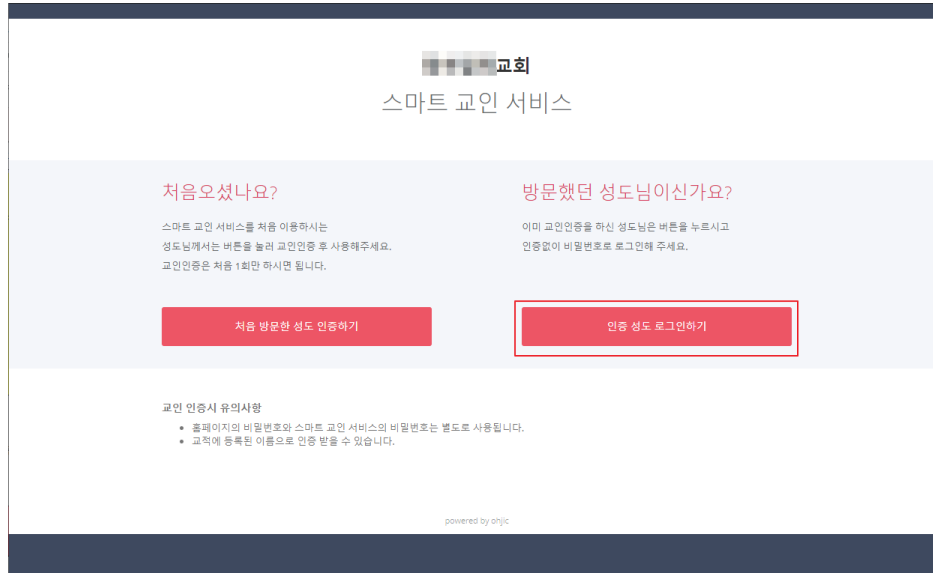 교회
스마트 교인 서비스
처음오셨나요?
스마트 교인 서비스를 처음 이용하시는
성도님께서는 버튼을 눌러 교인인증 후 사용해주세요.
교인인증은 처음 1회만 하시면 됩니다.
처음 방문한 성도 인증하기
방문했던 성도님이신가요?
이미 교인인증을 하신 성도님은 버튼을 누르시고
인증없이 비밀번호로 로그인해 주세요.
인증 성도 로그인하기
교인 인증시 유의사항
홈페이지의 비밀번호와 스마트 교인 서비스의 비밀번호는 별도로 사용됩니다.
교적에 등록된 이름으로 인증 받을 수 있습니다.
powered by ohjic